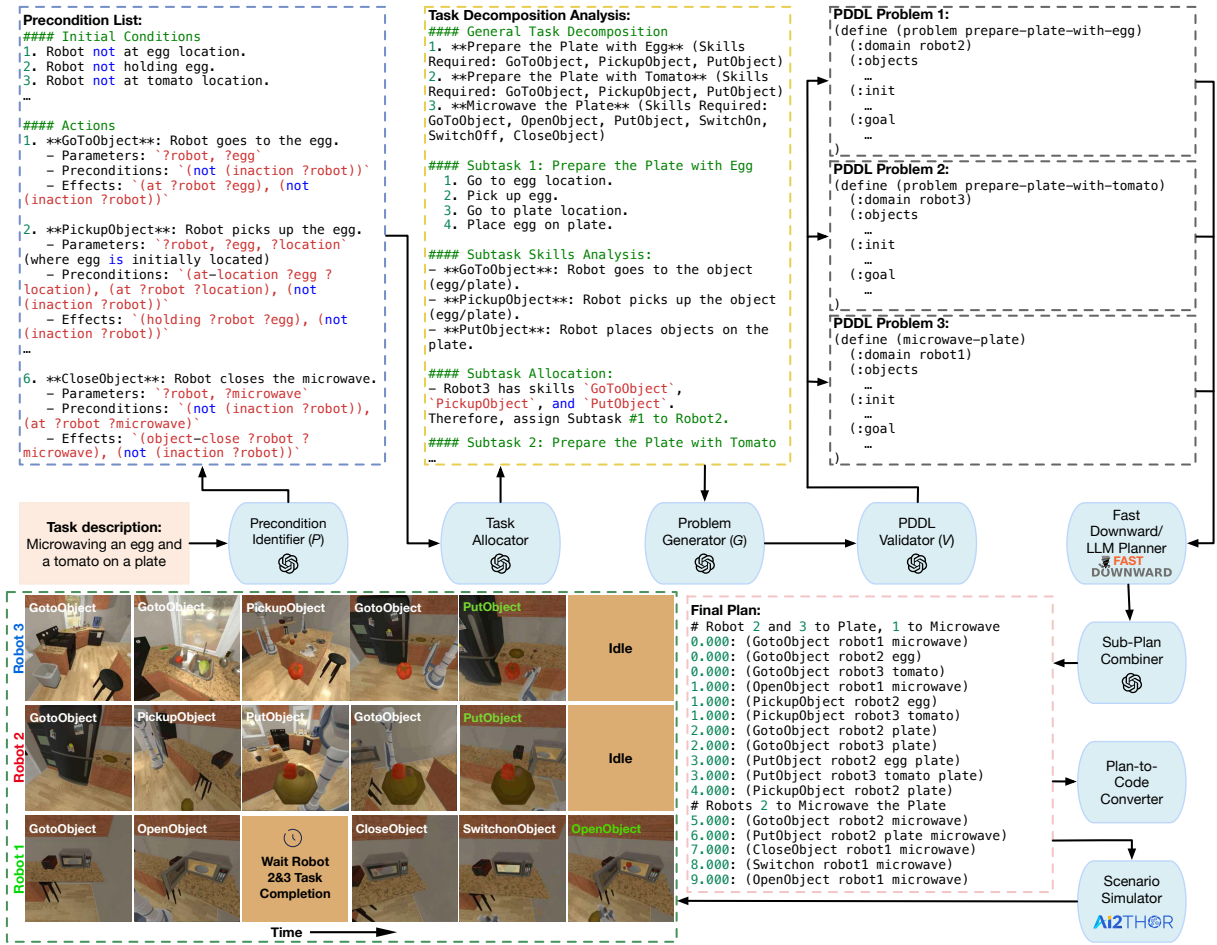 Precondition List:
#### Initial Conditions
1. Robot not at egg location.
2. Robot not holding egg.
3. Robot not at tomato location.
…
#### Actions
1. **GoToObject**: Robot goes to the egg.
– Parameters: `?robot, ?egg`
– Preconditions: `(not (inaction ?robot))`
– Effects: `(at ?robot ?egg), (not
(inaction ?robot))`
2. **PickupObject**: Robot picks up the egg.
– Parameters: `?robot, ?egg, ?location`
(where egg is initially located)
– Preconditions: `(at-location ?egg ?
location), (at ?robot ?location), (not
(inaction ?robot))`
– Effects: `(holding ?robot ?egg), (not
(inaction ?robot))`
…
6. **CloseObject**: Robot closes the microwave.
– Parameters: `?robot, ?microwave`
– Preconditions: `(not (inaction ?robot)),
(at ?robot ?microwave)`
– Effects: `(object-close ?robot ?
microwave), (not (inaction ?robot))`
Task Decomposition Analysis:
#### General Task Decomposition
1. **Prepare the Plate with Egg** (Skills
Required: GoToObject, PickupObject, PutObject)
2. **Prepare the Plate with Tomato** (Skills
Required: GoToObject, PickupObject, PutObject)
3. **Microwave the Plate** (Skills Required:
GoToObject, OpenObject, PutObject, SwitchOn,
SwitchOff, CloseObject)
#### Subtask 1: Prepare the Plate with Egg
1. Go to egg location.
2. Pick up egg.
3. Go to plate location.
4. Place egg on plate.
#### Subtask Skills Analysis:
– **GoToObject**: Robot goes to the object
(egg/plate).
– **PickupObject**: Robot picks up the object
(egg/plate).
– **PutObject**: Robot places objects on the
plate.
#### Subtask Allocation:
– Robot3 has skills `GoToObject`,
`PickupObject`, and `PutObject`.
Therefore, assign Subtask #1 to Robot2.
#### Subtask 2: Prepare the Plate with Tomato
…
PDDL Problem 1:
(define (problem prepare-plate-with-egg)
(:domain robot2)
(:objects
…
(:init
…
(:goal
…
)
PDDL Problem 2:
(define (problem prepare-plate-with-tomato)
(:domain robot3)
(:objects
…
(:init
…
(:goal
…
)
PDDL Problem 3:
(define (microwave-plate)
(:domain robot1)
(:objects
…
(:init
…
(:goal
…
)
Task description:
Microwaving an egg and
a tomato on a plate
Precondition
Identifier (P)
Task
Allocator
Problem
Generator (G)
PDDL
Validator (V)
Fast
Downward/
LLM Planner
FAST
DOWNWARD
Robot 3
GotoObject
GotoObject
PickupObject
GotoObject
PutObject
Idle
Robot 2
GotoObject
PickupObject
PutObject
GotoObject
PutObject
Idle
Robot 1
GotoObject
OpenObject
Wait Robot
2&3 Task
Completion
CloseObject
SwitchonObject
OpenObject
Time
Final Plan:
# Robot 2 and 3 to Plate, 1 to Microwave
0.000: (GotoObject robot1 microwave)
0.000: (GotoObject robot2 egg)
0.000: (GotoObject robot3 tomato)
1.000: (OpenObject robot1 microwave)
1.000: (PickupObject robot2 egg)
1.000: (PickupObject robot3 tomato)
2.000: (GotoObject robot2 plate)
2.000: (GotoObject robot3 plate)
3.000: (PutObject robot2 egg plate)
3.000: (PutObject robot3 tomato plate)
4.000: (PickupObject robot2 plate)
# Robots 2 to Microwave the Plate
5.000: (GotoObject robot2 microwave)
6.000: (PutObject robot2 plate microwave)
7.000: (CloseObject robot1 microwave)
8.000: (Switchon robot1 microwave)
9.000: (OpenObject robot1 microwave)
Sub-Plan
Combiner
Plan-to-
Code
Converter
Scenario
Simulator
Ai2THOR